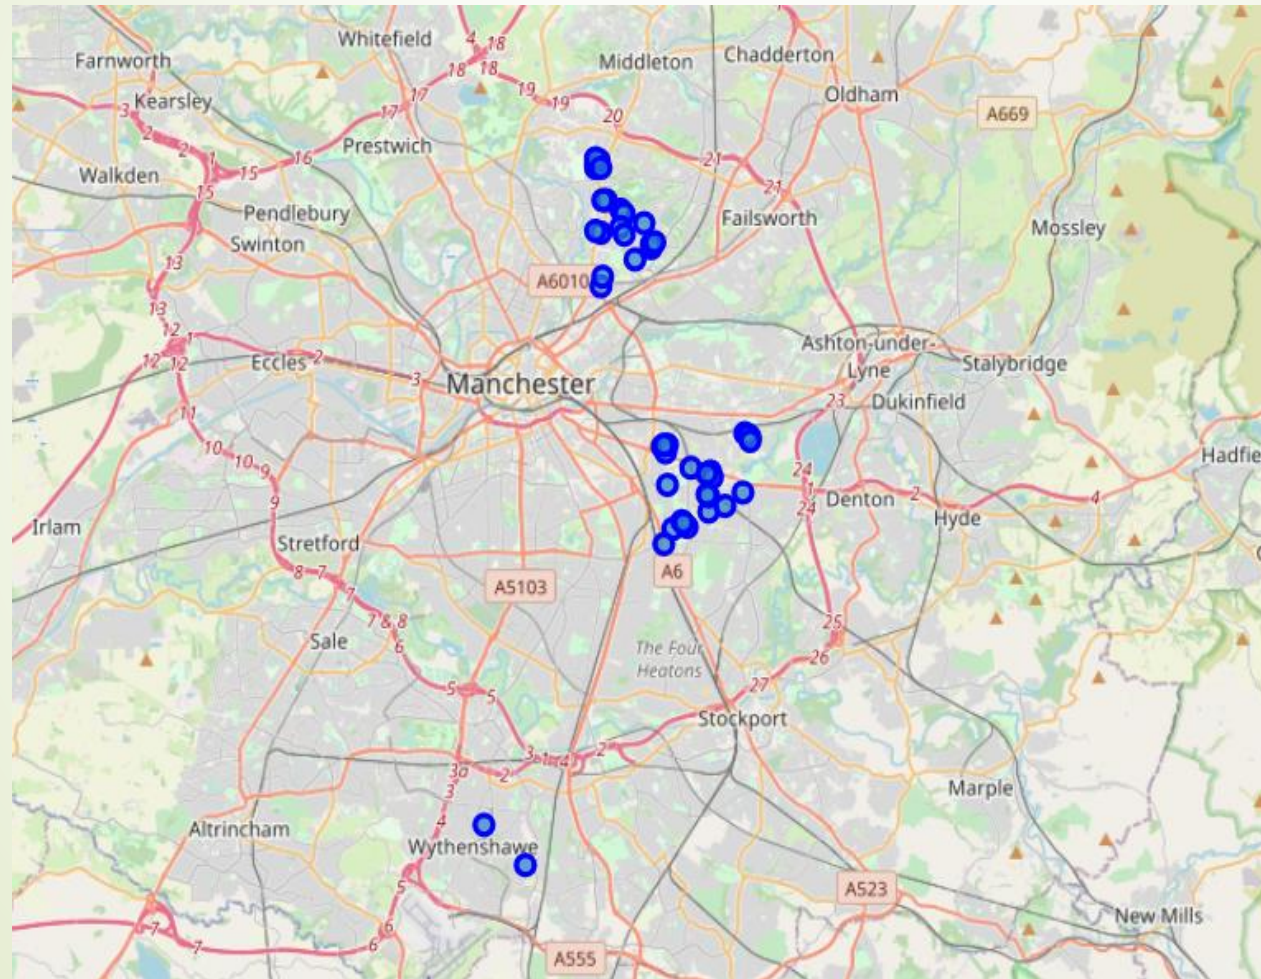 Whitefield
4
18
Middleton
Chadderton
Farnworth
18
18
19
19
Oldham
Kearsley
17
17
3
20
A669
2
2
Prestwich
21
1
15
16
Walkden
15
21
Pendlebury
Failsworth
Mossley
Swinton
13
A6010
13
12
1
12
12
Eccles
2
3
Manchester
Ashton-under-
Lyne
Stalybridge
23
Dukinfield
11
10
10
9
9
Hadfie
24
1
24
Denton
2
4
Hyde
Irlam
Stretford
8
7
7
A5103
A6
7 & 8
6
Sale
25
26
The Four
Heatons
27
5
5
Stockport
3
1
4
2
3a
2
3
4
Marple
Altrincham
Wythenshawe
5
A523
7
7
6
6
New Mills
A555